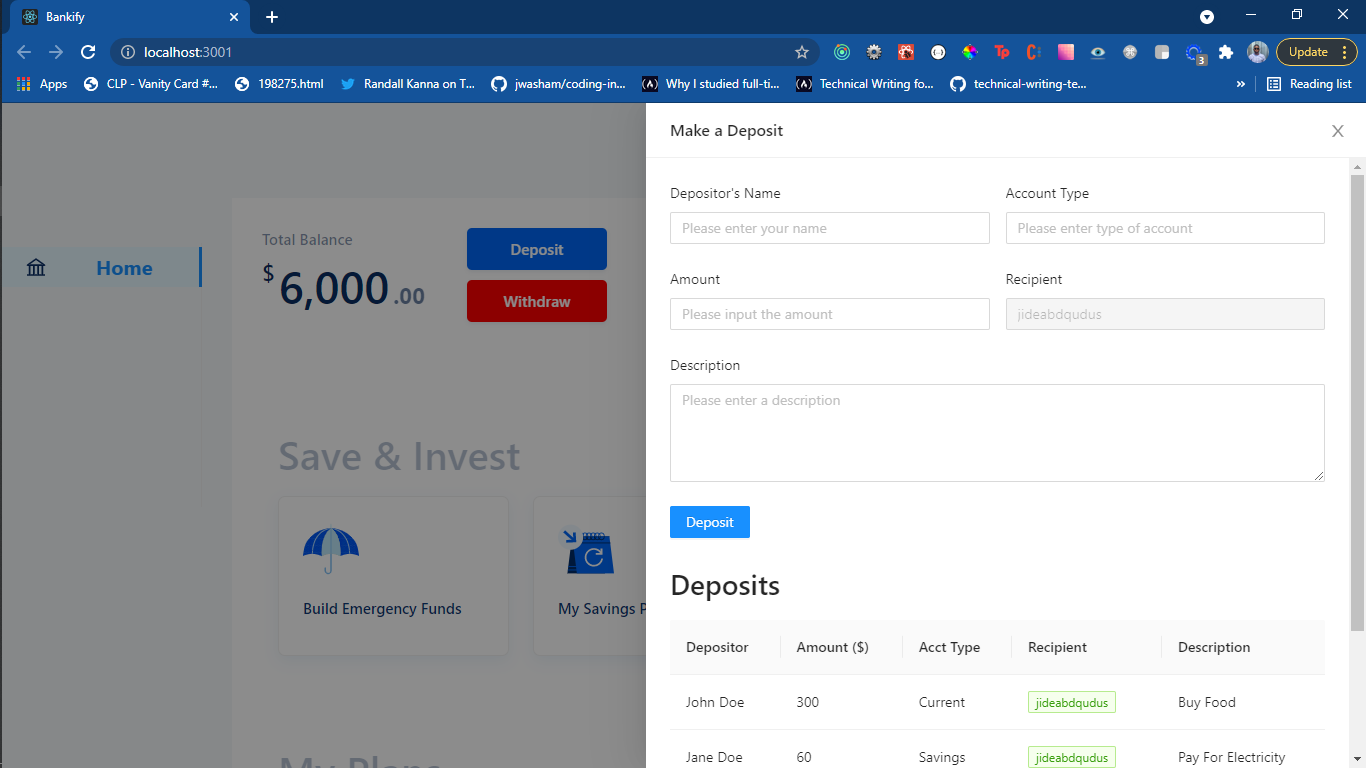 Bankify
localhost:3001
Update
3
Apps
CLP - Vanity Card #...
198275.html
Randall Kanna on T...
jwasham/coding-in...
Why I studied full-ti...
Technical Writing fo...
technical-writing-te...
»
Reading list
Home
Total Balance
$ 6,000 .00
Deposit
Withdraw
Save & Invest
Build Emergency Funds
My Savings P
My Plans
Make a Deposit
Depositor's Name
Account Type
Please enter your name
Please enter type of account
Amount
Recipient
Please input the amount
jideabdqudus
Description
Please enter a description
Deposit
Deposits
Depositor Amount ($) Acct Type Recipient Description
John Doe 300 Current jideabdqudus Buy Food
Jane Doe 60 Savings jideabdqudus Pay For Electricity